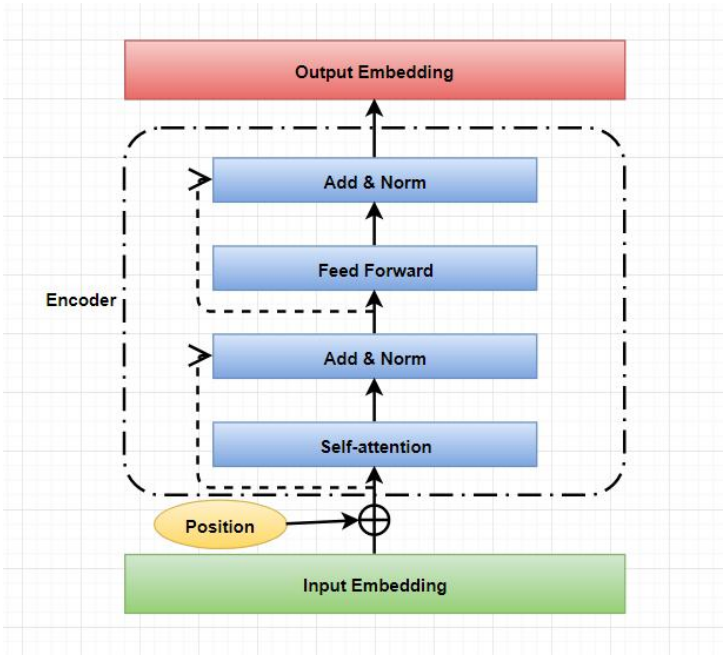 Output Embedding
Add & Norm
Feed Forward
Encoder
Add & Norm
Self-attention
Position
Input Embedding